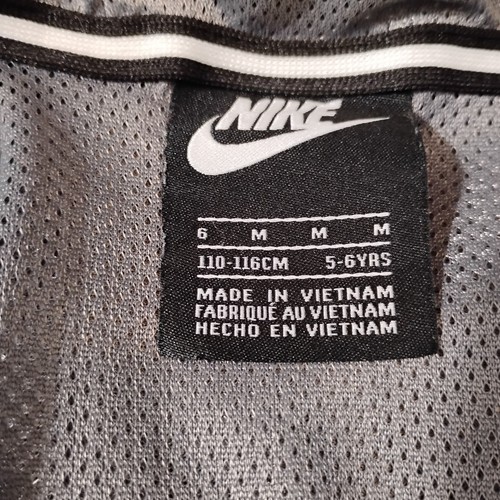 NIKE
6 M M M
110-116CM 5-6YRS
MADE IN VIETNAM
FABRIQUÉ AU VIETNAM
HECHO EN VIETNAM